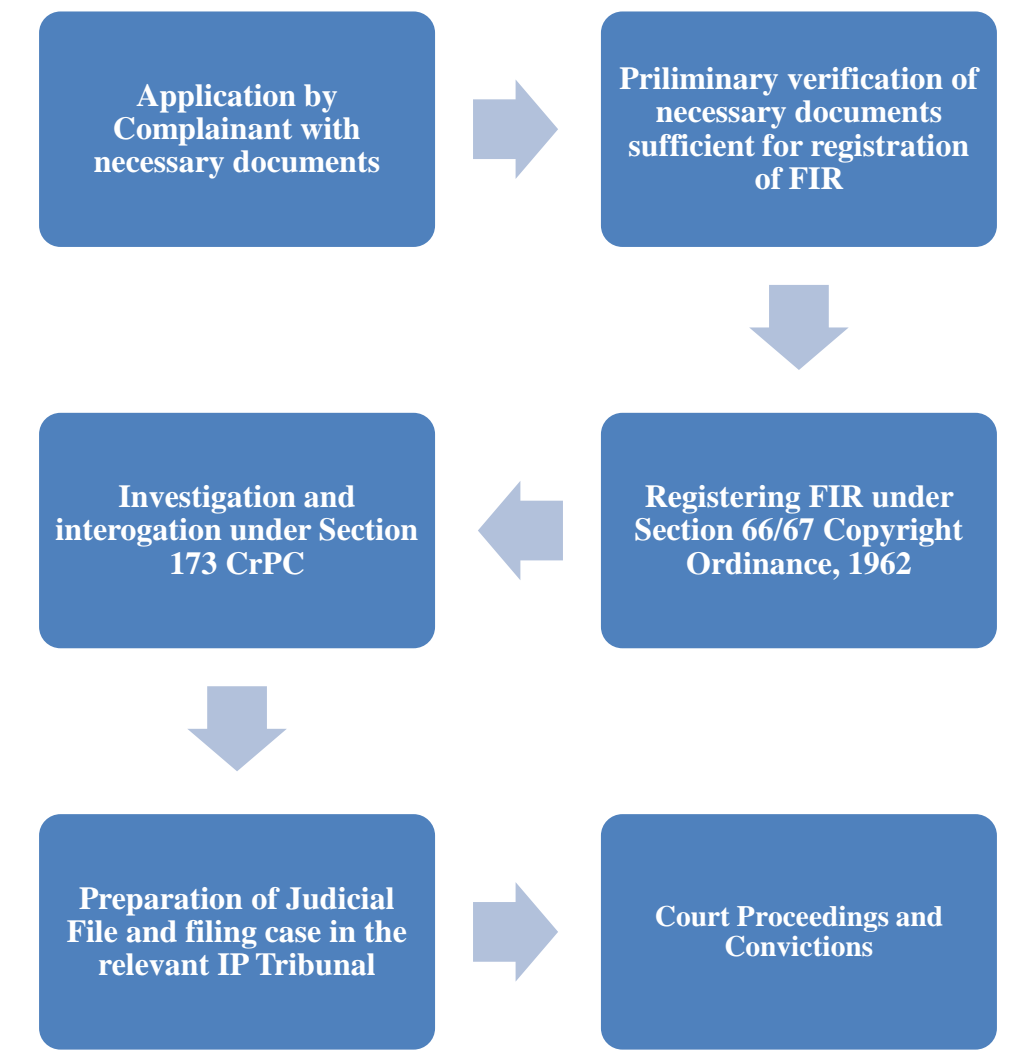 Application by
Complainant with
necessary documents
Priliminary verification of
necessary documents
sufficient for registration
of FIR
Registering FIR under
Section 66/67 Copyright
Ordinance, 1962
Investigation and
interogation under Section
173 CrPC
Preparation of Judicial
File and filing case in the
relevant IP Tribunal
Court Proceedings and
Convictions